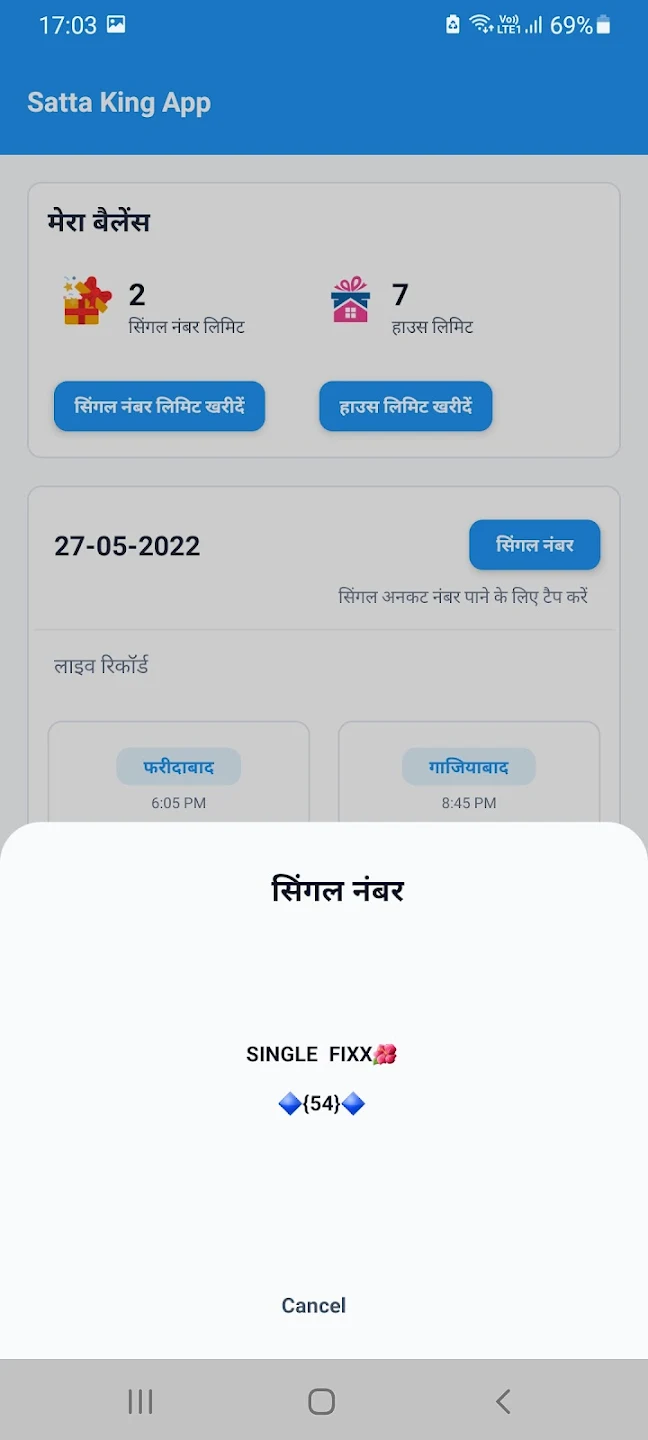 17:03 Vo)) LTE1 69%
Satta King App
मेरा बैलेंस
2
सिंगल नंबर लिमिट
7
हाउस लिमिट
सिंगल नंबर लिमिट खरीदें
हाउस लिमिट खरीदें
27-05-2022
सिंगल नंबर
सिंगल अनकट नंबर पाने के लिए टैप करें
लाइव रिकॉर्ड
फरीदाबाद
6:05 PM
गाजियाबाद
8:45 PM
सिंगल नंबर
SINGLE FIXX🌺
🔷{54}🔷
Cancel